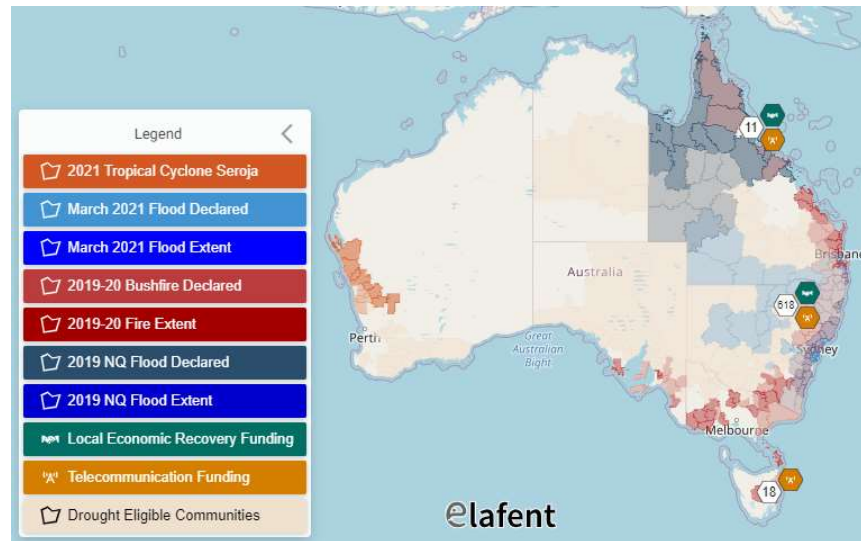 Legend
2021 Tropical Cyclone Seroja
March 2021 Flood Declared
March 2021 Flood Extent
2019-20 Bushfire Declared
2019-20 Fire Extent
2019 NQ Flood Declared
2019 NQ Flood Extent
Local Economic Recovery Funding
Telecommunication Funding
Drought Eligible Communities
11
Brisbane
Australia
618
Perth
Great
Australian
Bight
Sydney
Melbourne
18
elafent